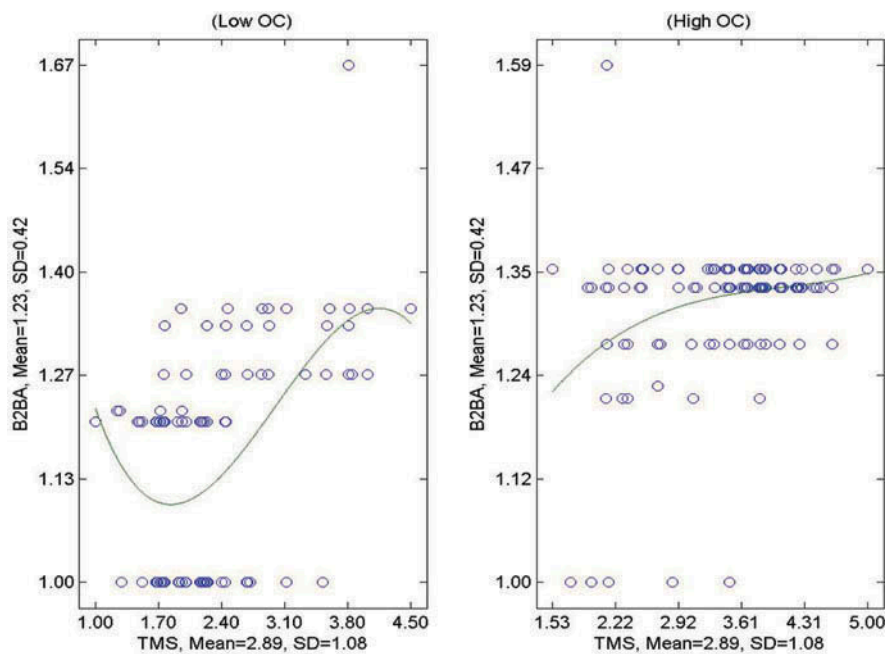 (Low OC)
1.67
1.54
1.40
1.27
1.13
1.00
B2BA, Mean=1.23, SD=0.42
1.00 1.70 2.40 3.10 3.80 4.50
TMS, Mean=2.89, SD=1.08
(High OC)
1.59
1.47
1.35
1.24
1.12
1.00
B2BA, Mean=1.23, SD=0.42
1.53 2.22 2.92 3.61 4.31 5.00
TMS, Mean=2.89, SD=1.08